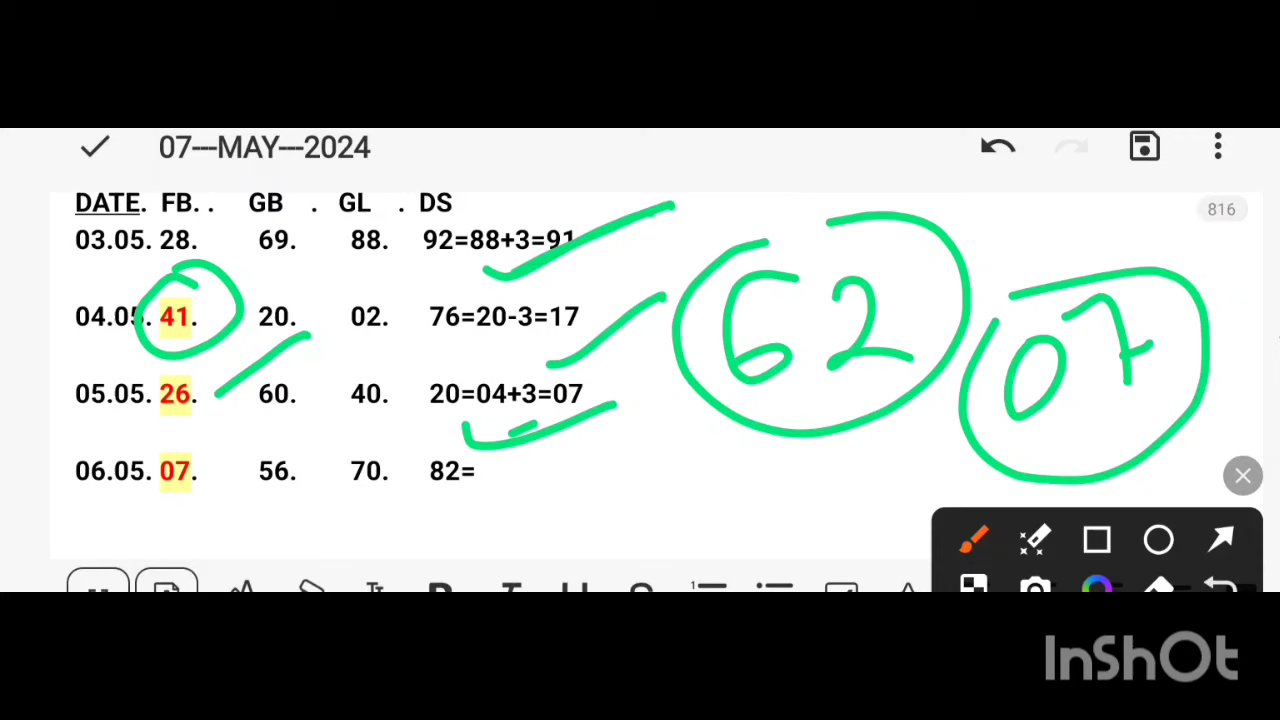 07---MAY---2024
DATE. FB. . GB . GL . DS
816
03.05. 28. 69. 88. 92=88+3=91
04.05. 41. 20. 02. 76=20-3=17
62 07
05.05. 26. 60. 40. 20=04+3=07
06.05. 07. 56. 70. 82=
InShOt